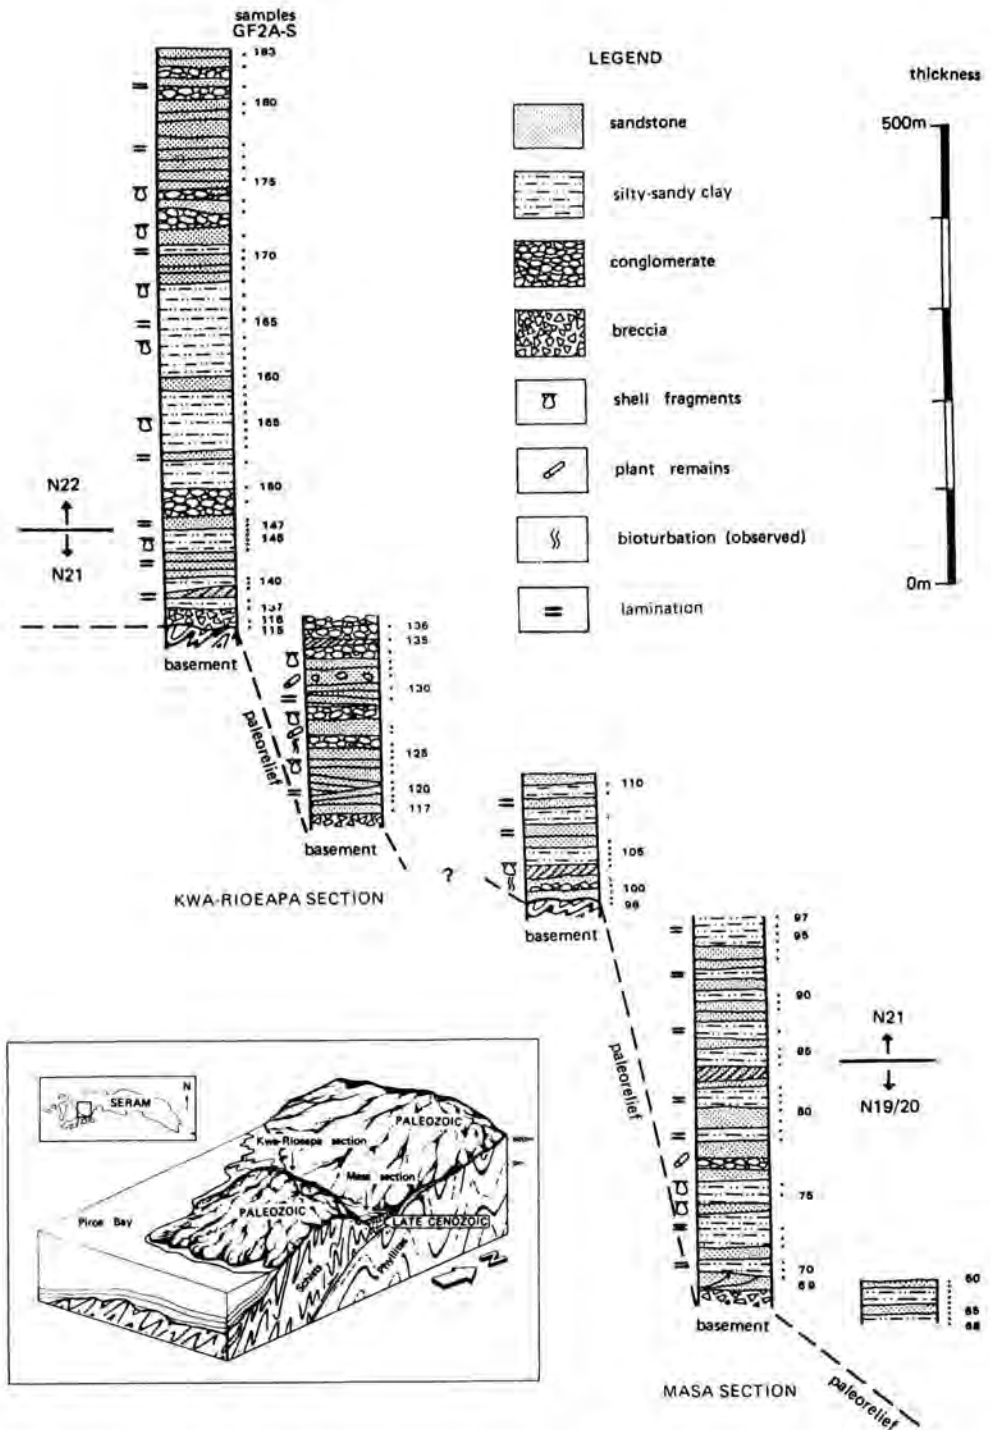 samples
GF2A-S
183
180
175
170
165
160
165
150
147
145
140
137
116
115
basement
N22
N21
paleorelief
136
135
130
125
120
117
basement
KWA-RIOEAPA SECTION
?
LEGEND
sandstone
silty-sandy clay
conglomerate
breccia
shell fragments
plant remains
bioturbation (observed)
lamination
thickness
500m
0m
110
105
100
98
basement
paleorelief
97
95
90
85
80
75
70
69
basement
N21
N19/20
60
65
68
MASA SECTION
paleorelief
SERAM
N
PALEOZOIC
Kwa-Rioeapa section
Masa section
PALEOZOIC
LATE CENOZOIC
Piroe Bay
Schists
Phyllites
N